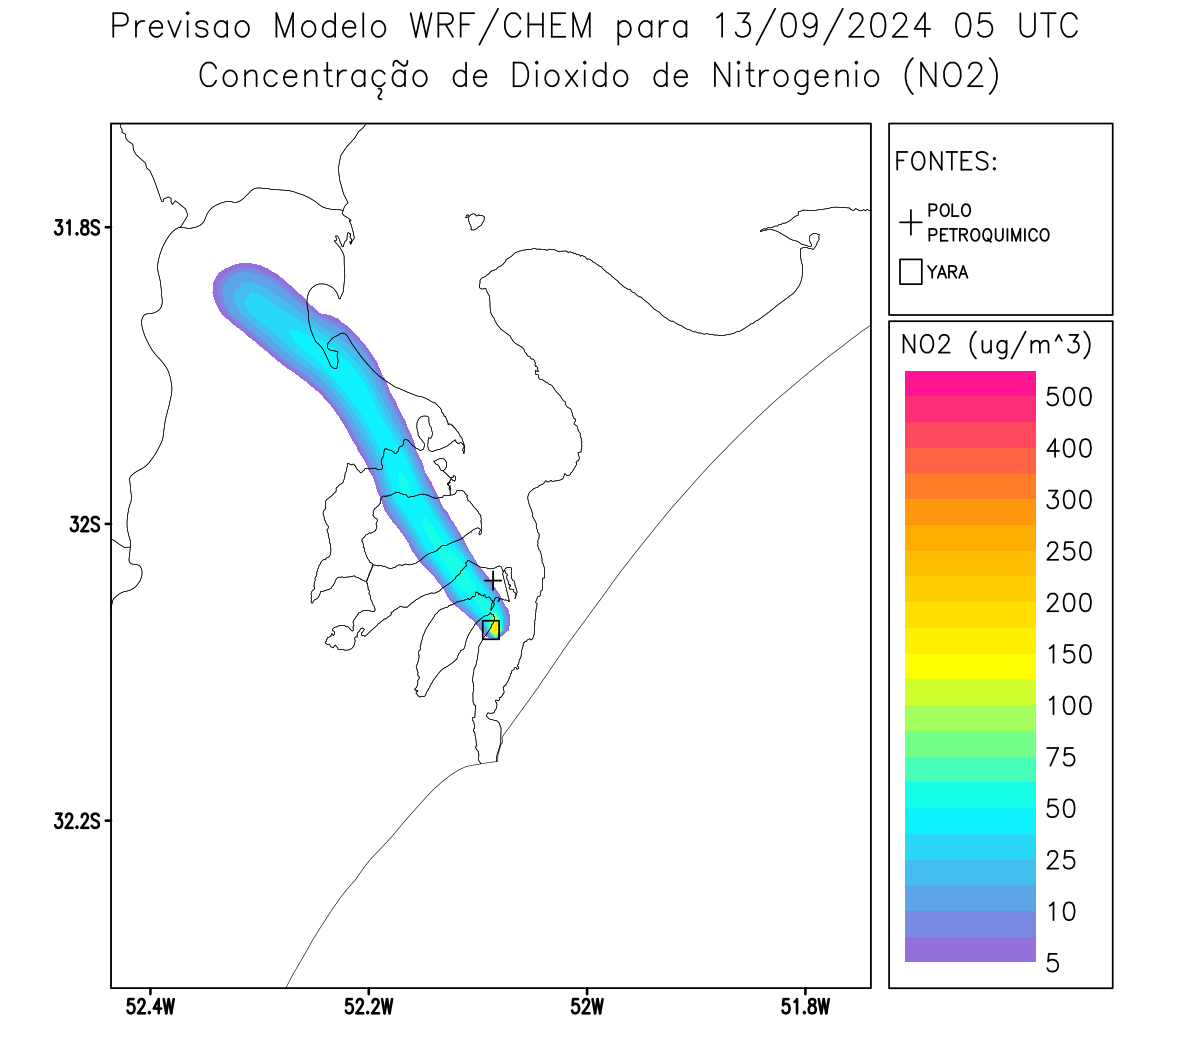 Previsao Modelo WRF/CHEM para 13/09/2024 05 UTC
Concentração de Dioxido de Nitrogenio (NO2)
FONTES:
POLO
PETROQUIMICO
YARA
NO2 (ug/m^3)
500
400
300
250
200
150
100
75
50
25
10
5
31.8S
32S
32.2S
52.4W
52.2W
52W
51.8W